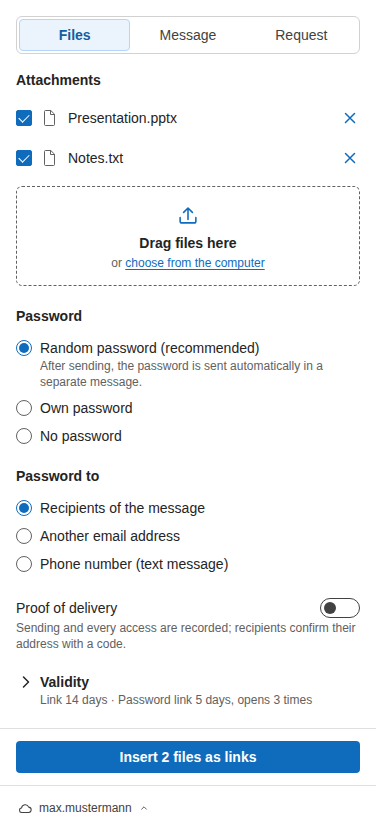 Files
Message
Request
Attachments
Presentation.pptx
Notes.txt
Drag files here
or choose from the computer
Password
Random password (recommended)
After sending, the password is sent automatically in a
separate message.
Own password
No password
Password to
Recipients of the message
Another email address
Phone number (text message)
Proof of delivery
Sending and every access are recorded; recipients confirm their
address with a code.
Validity
Link 14 days · Password link 5 days, opens 3 times
Insert 2 files as links
max.mustermann